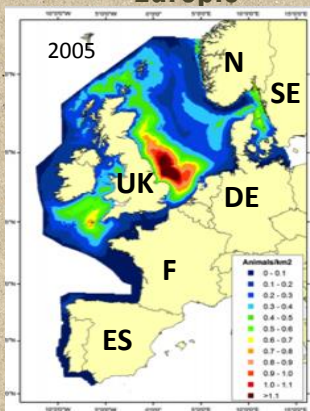 2005
N
SE
UK
DE
F
ES
Animals/km2
0 - 0.1
0.1 - 0.2
0.2 - 0.3
0.3 - 0.4
0.4 - 0.5
0.5 - 0.6
0.6 - 0.7
0.7 - 0.8
0.8 - 0.9
0.9 - 1.0
1.0 - 1.1
>1.1